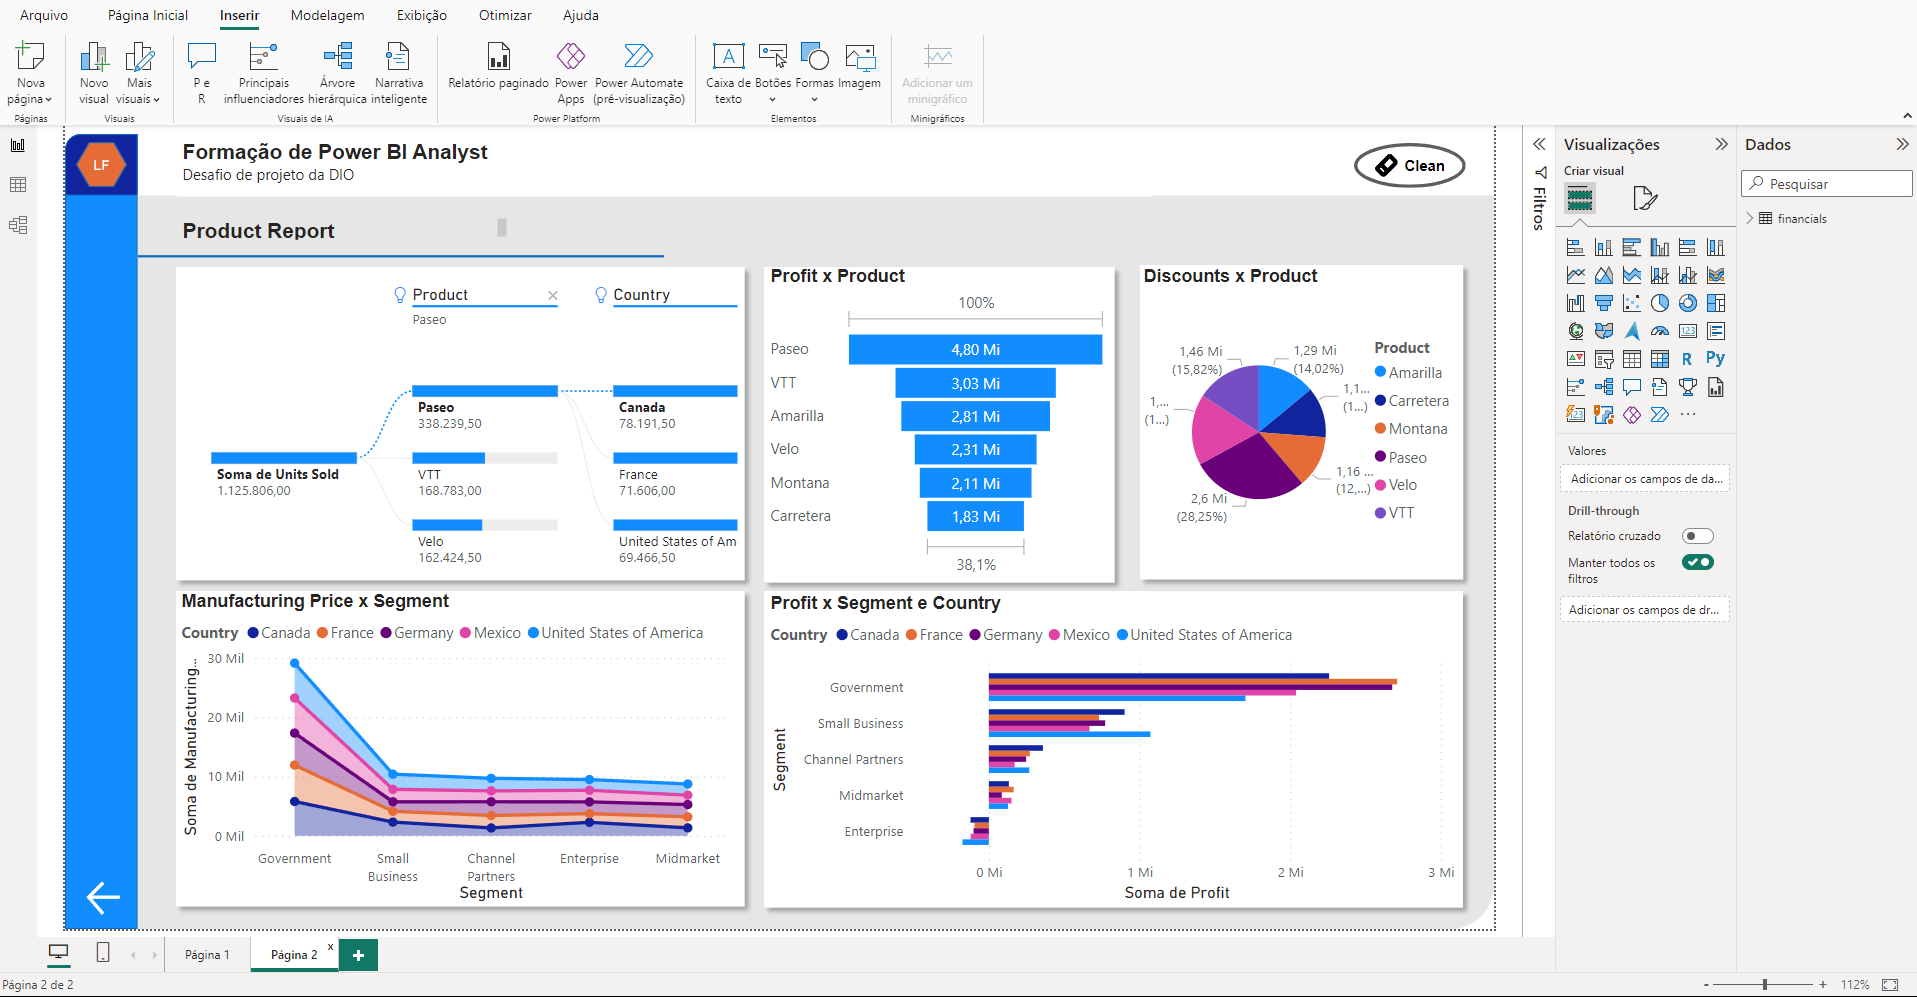 Arquivo Página Inicial Inserir Modelagem Exibição Otimizar Ajuda
Nova página
Novo visual
Mais visuais
P e R
Principais influenciadores
Árvore hierárquica
Narrativa inteligente
Relatório paginado
Power Apps
Power Automate (pré-visualização)
Caixa de texto
Botões
Formas
Imagem
Adicionar um minigráfico
Páginas
Visuais
Visuais de IA
Power Platform
Elementos
Minigráficos
LF
Formação de Power BI Analyst
Desafio de projeto da DIO
Clean
Product Report
Product
Paseo
Country
Soma de Units Sold
1.125.806,00
Paseo
338.239,50
VTT
168.783,00
Velo
162.424,50
Canada
78.191,50
France
71.606,00
United States of Am
69.466,50
Profit x Product
100%
Paseo 4,80 Mi
VTT 3,03 Mi
Amarilla 2,81 Mi
Velo 2,31 Mi
Montana 2,11 Mi
Carretera 1,83 Mi
38,1%
Discounts x Product
1,46 Mi
(15,82%)
1,29 Mi
(14,02%)
1,1...
(1...)
1,16 ...
(12,...)
2,6 Mi
(28,25%)
1,...
(1...)
Product
Amarilla
Carretera
Montana
Paseo
Velo
VTT
Manufacturing Price x Segment
Country Canada France Germany Mexico United States of America
Soma de Manufacturing...
30 Mil
20 Mil
10 Mil
0 Mil
Government
Small Business
Channel Partners
Enterprise
Midmarket
Segment
Profit x Segment e Country
Country Canada France Germany Mexico United States of America
Segment
Government
Small Business
Channel Partners
Midmarket
Enterprise
0 Mi 1 Mi 2 Mi 3 Mi
Soma de Profit
Filtros
Visualizações
Criar visual
123
R
Py
123
Valores
Adicionar os campos de da...
Drill-through
Relatório cruzado
Manter todos os
filtros
Adicionar os campos de dr...
Dados
Pesquisar
financials
Página 1
Página 2 x
+
Página 2 de 2
- + 112%